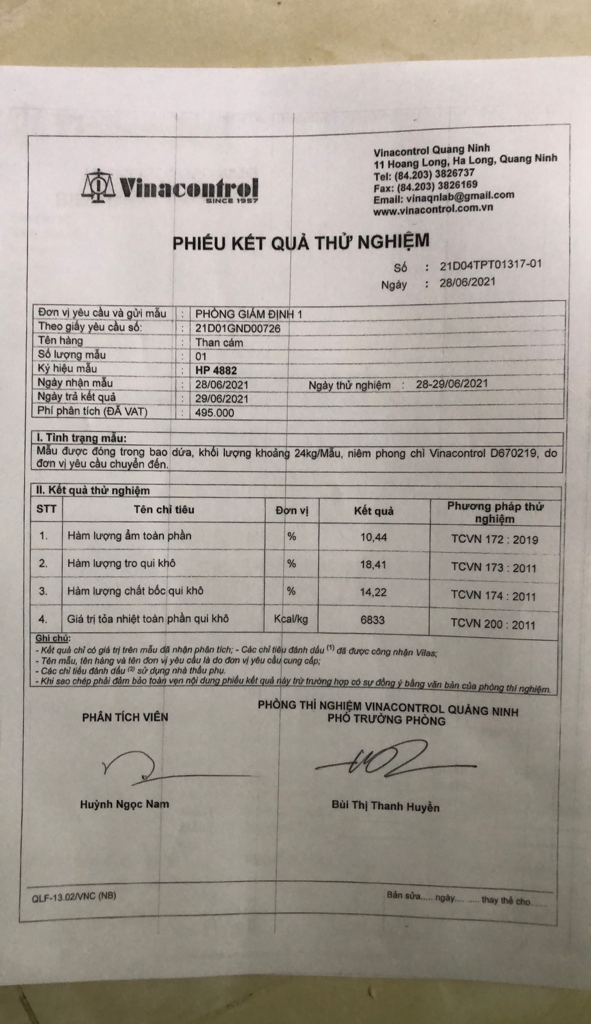 Vinacontrol
SINCE 1957
Vinacontrol Quang Ninh
11 Hoang Long, Ha Long, Quang Ninh
Tel: (84.203) 3826737
Fax: (84.203) 3826169
Email: vinaqnlab@gmail.com
www.vinacontrol.com.vn
PHIẾU KẾT QUẢ THỬ NGHIỆM
Số : 21D04TPT01317-01
Ngày : 28/06/2021
Đơn vị yêu cầu và gửi mẫu : PHÒNG GIÁM ĐỊNH 1
Theo giấy yêu cầu số: : 21D01GND00726
Tên hàng : Than cám
Số lượng mẫu : 01
Ký hiệu mẫu : HP 4882
Ngày nhận mẫu : 28/06/2021 Ngày thử nghiệm : 28-29/06/2021
Ngày trả kết quả : 29/06/2021
Phí phân tích (ĐÃ VAT) : 495.000
I. Tình trạng mẫu:
Mẫu được đóng trong bao dứa, khối lượng khoảng 24kg/Mẫu, niêm phong chì Vinacontrol D670219, do
đơn vị yêu cầu chuyển đến.
II. Kết quả thử nghiệm
STT Tên chỉ tiêu Đơn vị Kết quả Phương pháp thử
nghiệm
1. Hàm lượng ẩm toàn phần % 10,44 TCVN 172 : 2019
2. Hàm lượng tro qui khô % 18,41 TCVN 173 : 2011
3. Hàm lượng chất bốc qui khô % 14,22 TCVN 174 : 2011
4. Giá trị tỏa nhiệt toàn phần qui khô Kcal/kg 6833 TCVN 200 : 2011
Ghi chú:
- Kết quả chỉ có giá trị trên mẫu đã nhận phân tích; - Các chỉ tiêu đánh dấu (1) đã được công nhận Vilas;
- Tên mẫu, tên hàng và tên đơn vị yêu cầu là do đơn vị yêu cầu cung cấp;
- Các chỉ tiêu đánh dấu (2) sử dụng nhà thầu phụ.
- Khi sao chép phải đảm bảo toàn vẹn nội dung phiếu kết quả này trừ trường hợp có sự đồng ý bằng văn bản của phòng thí nghiệm.
PHÂN TÍCH VIÊN
PHÒNG THÍ NGHIỆM VINACONTROL QUẢNG NINH
PHÓ TRƯỞNG PHÒNG
Huỳnh Ngọc Nam
Bùi Thị Thanh Huyền
QLF-13.02/VNC (NB)
Bản sửa..... ngày........ thay thế cho.....